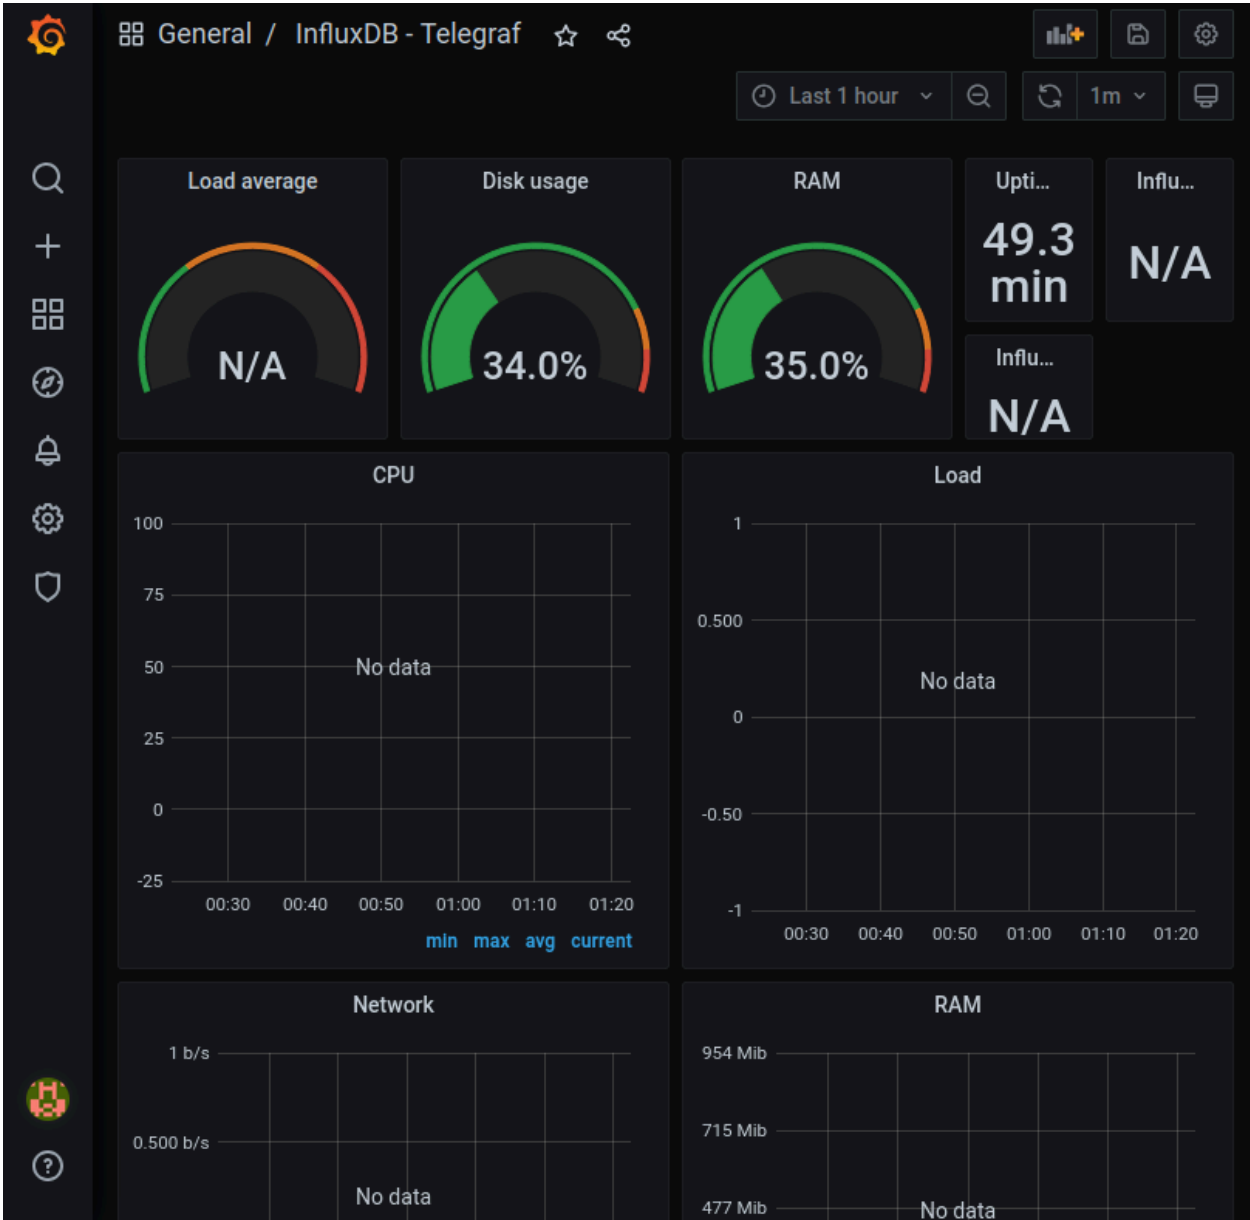 General / InfluxDB - Telegraf
Last 1 hour
1m
Load average
N/A
Disk usage
34.0%
RAM
35.0%
Upti...
49.3
min
Influ...
N/A
Influ...
N/A
CPU
100
75
50
25
0
-25
No data
00:30 00:40 00:50 01:00 01:10 01:20
min max avg current
Load
1
0.500
0
-0.50
-1
No data
00:30 00:40 00:50 01:00 01:10 01:20
Network
1 b/s
0.500 b/s
No data
RAM
954 Mib
715 Mib
477 Mib
No data